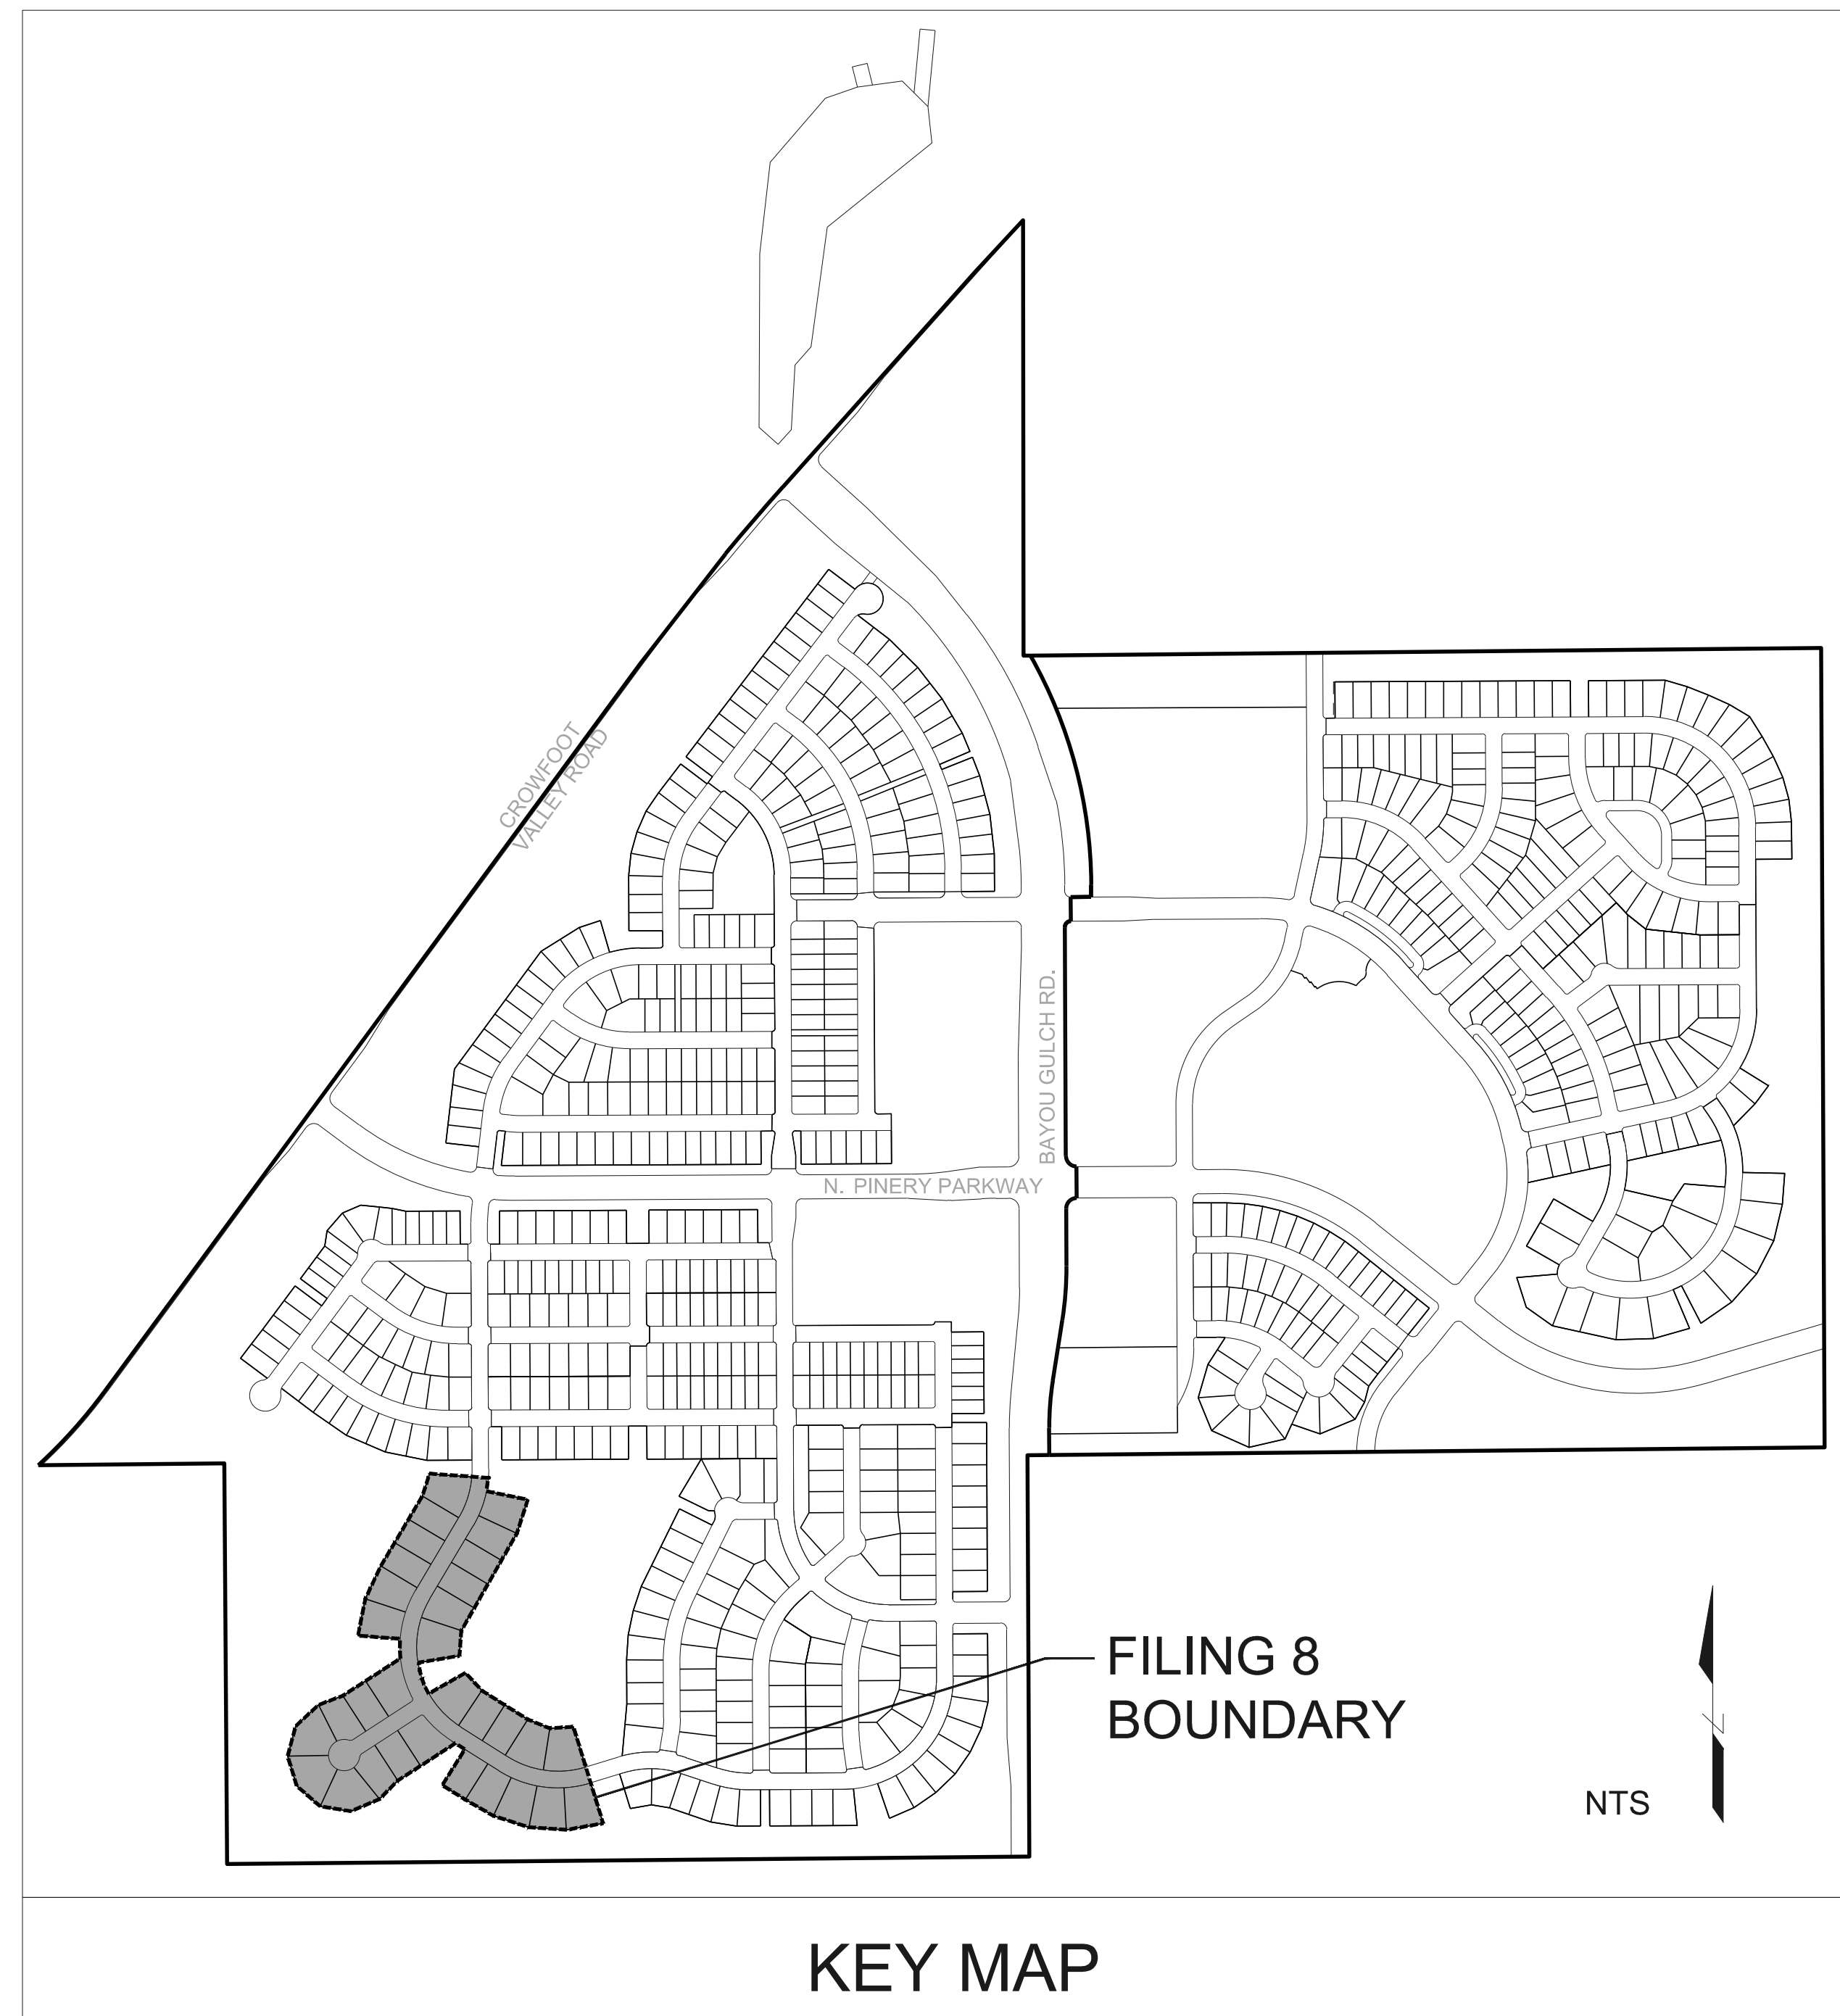 CROWFOOT
VALLEY ROAD
BAYOU GULCH RD.
N. PINERY PARKWAY
FILING 8
BOUNDARY
N
NTS
KEY MAP